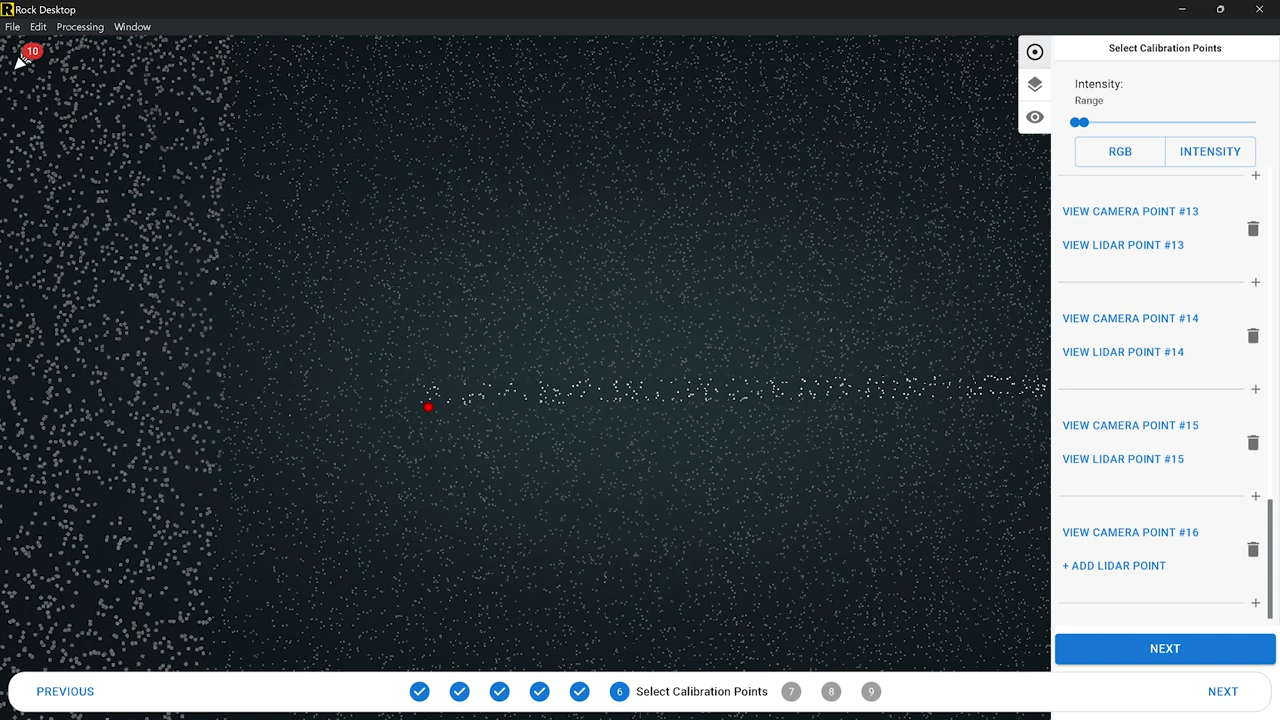 R Rock Desktop
File Edit Processing Window
10
Select Calibration Points
Intensity:
Range
RGB INTENSITY
VIEW CAMERA POINT #13
VIEW LIDAR POINT #13
VIEW CAMERA POINT #14
VIEW LIDAR POINT #14
VIEW CAMERA POINT #15
VIEW LIDAR POINT #15
VIEW CAMERA POINT #16
+ ADD LIDAR POINT
NEXT
PREVIOUS 6 Select Calibration Points 7 8 9 NEXT